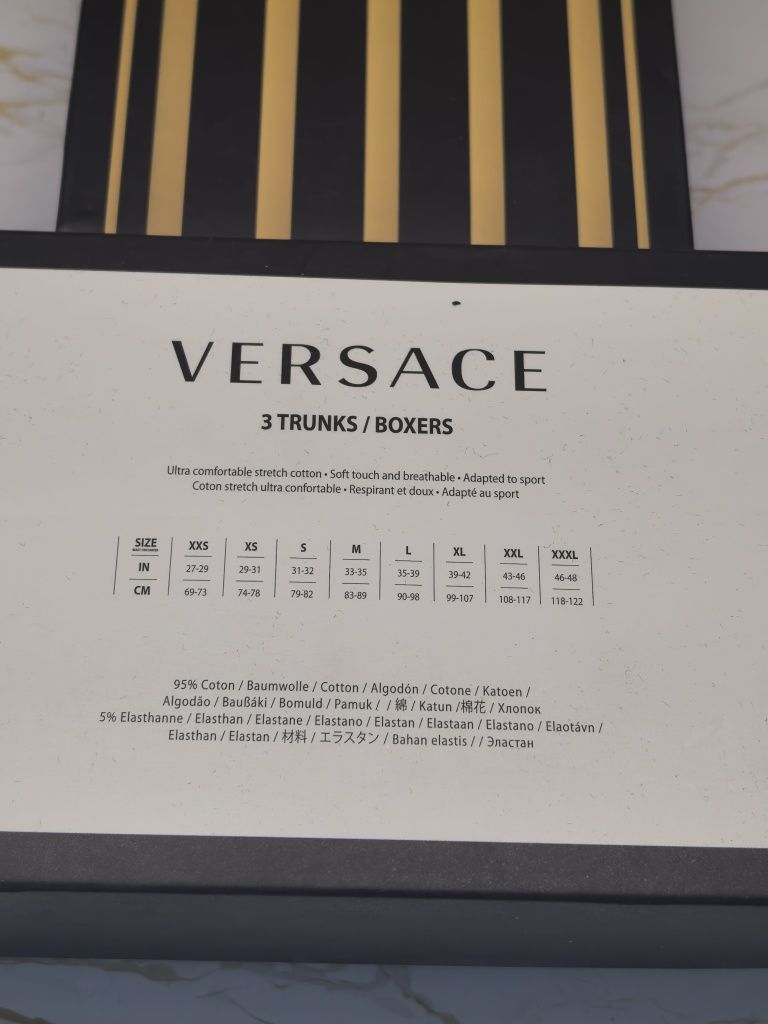 VERSACE
3 TRUNKS / BOXERS
Ultra comfortable stretch cotton • Soft touch and breathable • Adapted to sport
Coton stretch ultra confortable • Respirant et doux • Adapté au sport
SIZE XXS XS S M L XL XXL XXXL
IN 27-29 29-31 31-32 33-35 35-39 39-42 43-46 46-48
CM 69-73 74-78 79-82 83-89 90-98 99-107 108-117 118-122
95% Coton / Baumwolle / Cotton / Algodón / Cotone / Katoen /
Algodão / Baußáki / Bomuld / Pamuk / / 綿 / Katun /棉花 / Хлопок
5% Elasthanne / Elasthan / Elastane / Elastano / Elastan / Elastaan / Elastano / Elaotávn /
Elasthan / Elastan / 材料 / エラスタン / Bahan elastis / / Эластан